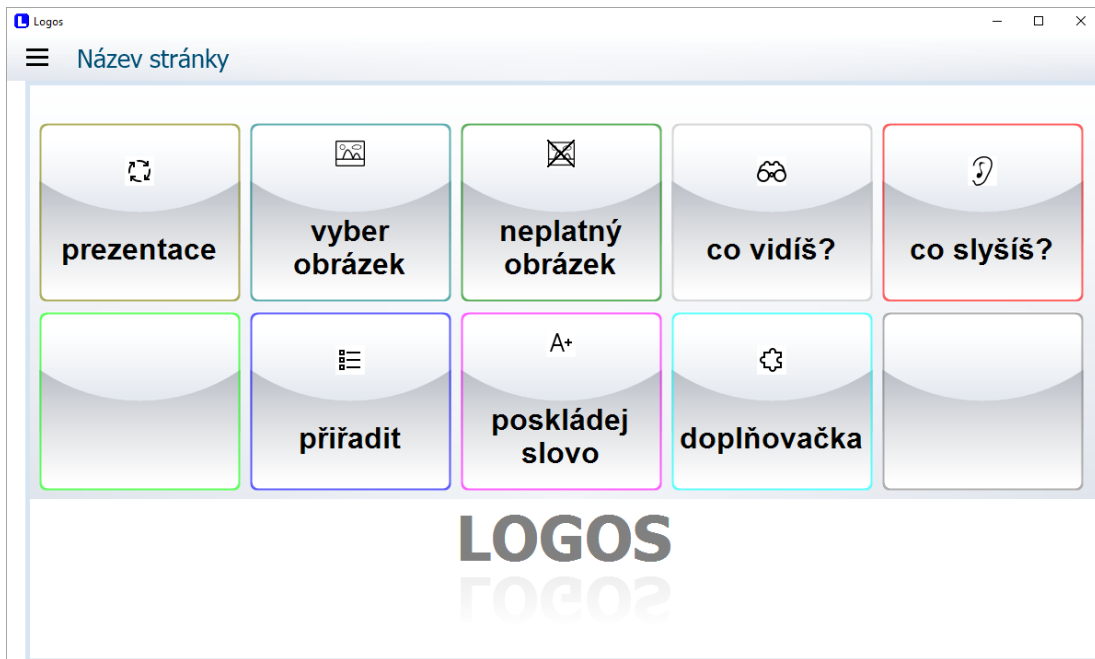 Logos
Název stránky
prezentace
vyber
obrázek
neplatný
obrázek
co vidíš?
co slyšíš?
přiřadit
A+
poskládej
slovo
doplňovačka
LOGOS